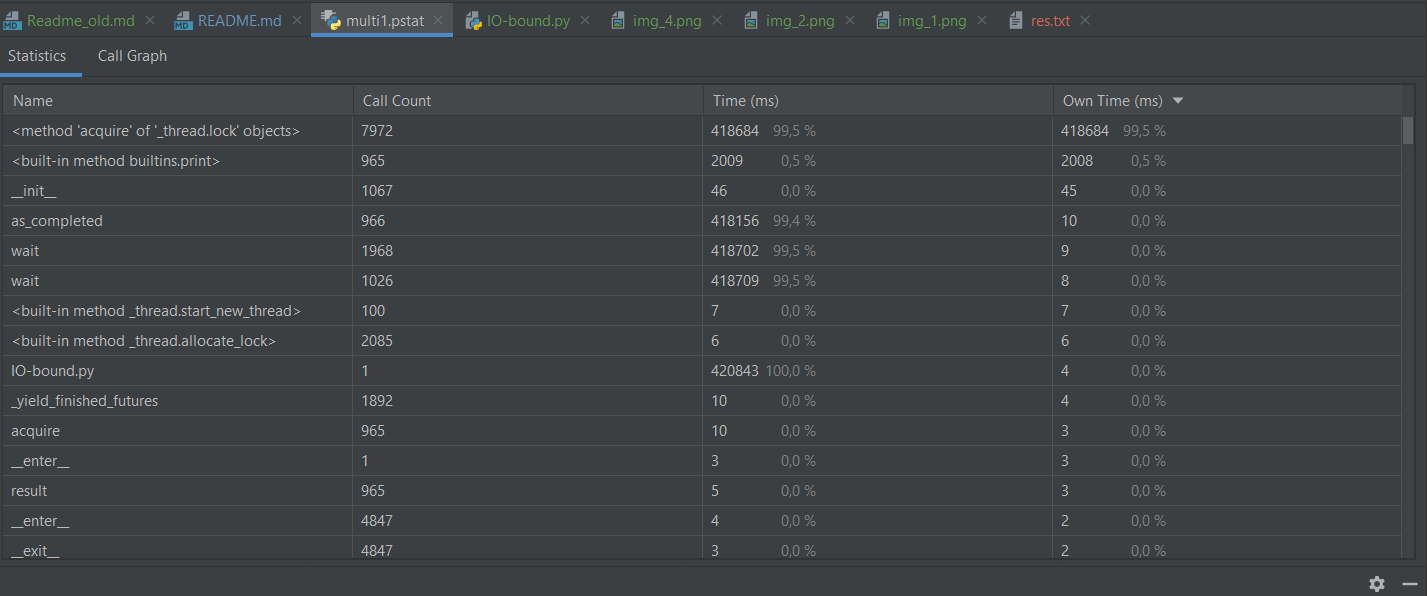 Readme_old.md README.md multi1.pstat IO-bound.py img_4.png img_2.png img_1.png res.txt
Statistics Call Graph
Name Call Count Time (ms) Own Time (ms)
<method 'acquire' of '_thread.lock' objects> 7972 418684 99,5 % 418684 99,5 %
<built-in method builtins.print> 965 2009 0,5 % 2008 0,5 %
__init__ 1067 46 0,0 % 45 0,0 %
as_completed 966 418156 99,4 % 10 0,0 %
wait 1968 418702 99,5 % 9 0,0 %
wait 1026 418709 99,5 % 8 0,0 %
<built-in method _thread.start_new_thread> 100 7 0,0 % 7 0,0 %
<built-in method _thread.allocate_lock> 2085 6 0,0 % 6 0,0 %
IO-bound.py 1 420843 100,0 % 4 0,0 %
_yield_finished_futures 1892 10 0,0 % 4 0,0 %
acquire 965 10 0,0 % 3 0,0 %
__enter__ 1 3 0,0 % 3 0,0 %
result 965 5 0,0 % 3 0,0 %
__enter__ 4847 4 0,0 % 2 0,0 %
__exit__ 4847 3 0,0 % 2 0,0 %